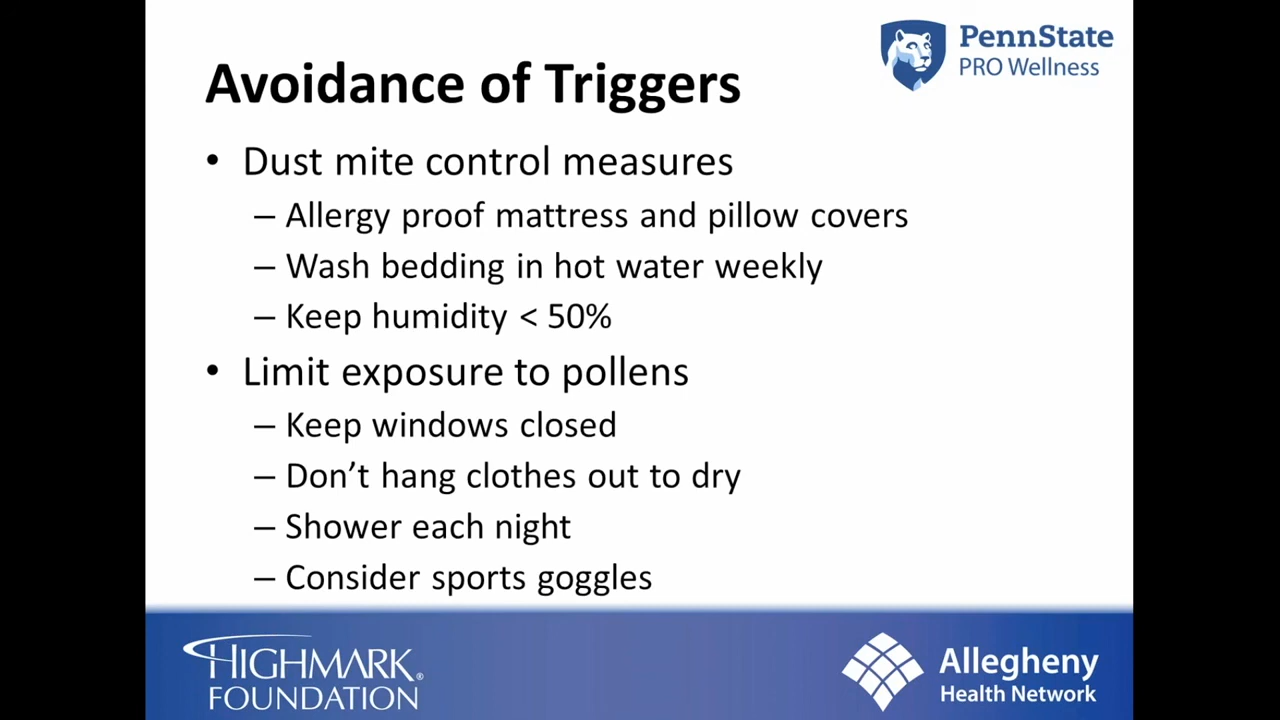 PennState
PRO Wellness
Avoidance of Triggers
• Dust mite control measures
– Allergy proof mattress and pillow covers
– Wash bedding in hot water weekly
– Keep humidity < 50%
• Limit exposure to pollens
– Keep windows closed
– Don’t hang clothes out to dry
– Shower each night
– Consider sports goggles
HIGHMARK®
FOUNDATION
Allegheny
Health Network